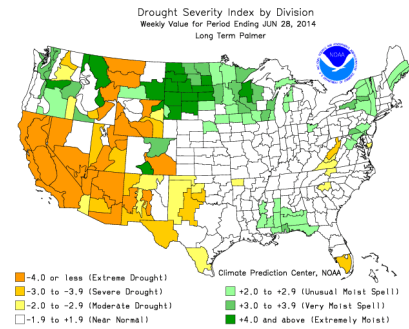 Drought Severity Index by Division
Weekly Value for Period Ending JUN 28, 2014
Long Term Palmer
NOAA
Climate Prediction Center, NOAA
-4.0 or less (Extreme Drought)
-3.0 to -3.9 (Severe Drought)
-2.0 to -2.9 (Moderate Drought)
-1.9 to +1.9 (Near Normal)
+2.0 to +2.9 (Unusual Moist Spell)
+3.0 to +3.9 (Very Moist Spell)
+4.0 and above (Extremely Moist)